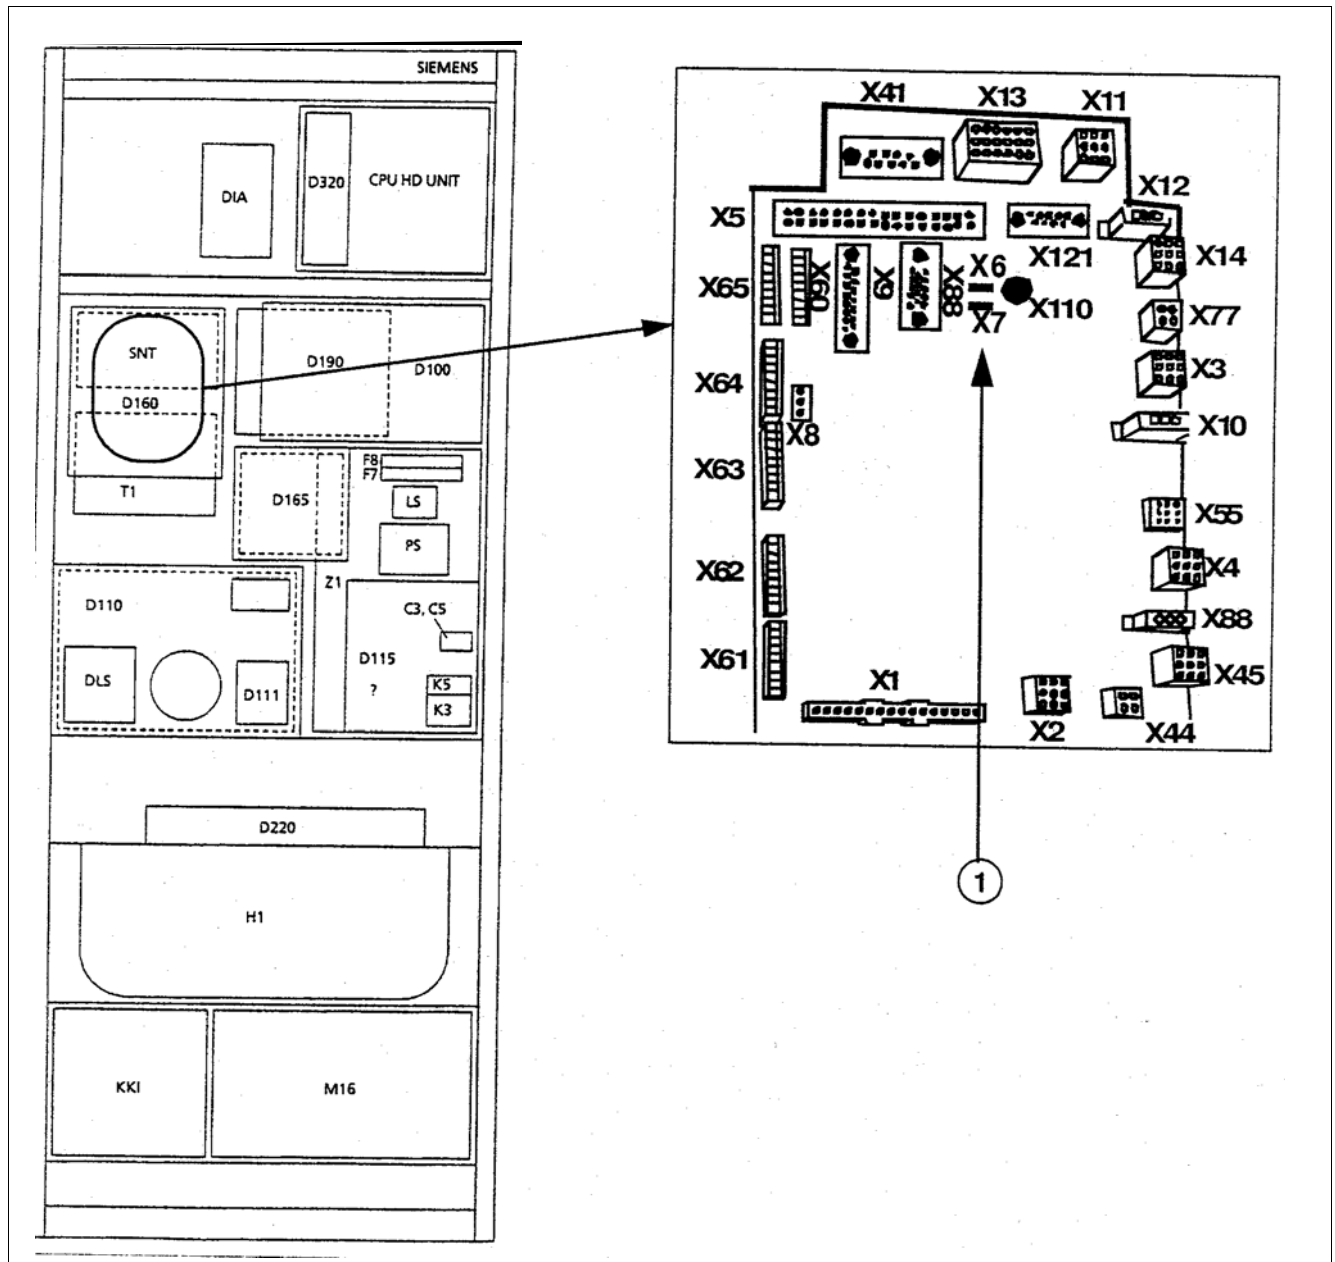 SIEMENS
DIA
D320
CPU HD UNIT
SNT
D160
T1
D190
D100
D165
F8
F7
LS
PS
Z1
D110
DLS
D111
C3, C5
D115
?
K5
K3
D220
H1
KKI
M16
X41
X13
X11
X12
X5
X121
X14
X65
X60
X9
X88
X6
X7
X110
X77
X64
X8
X3
X10
X63
X55
X62
X4
X88
X61
X1
X2
X44
X45
1